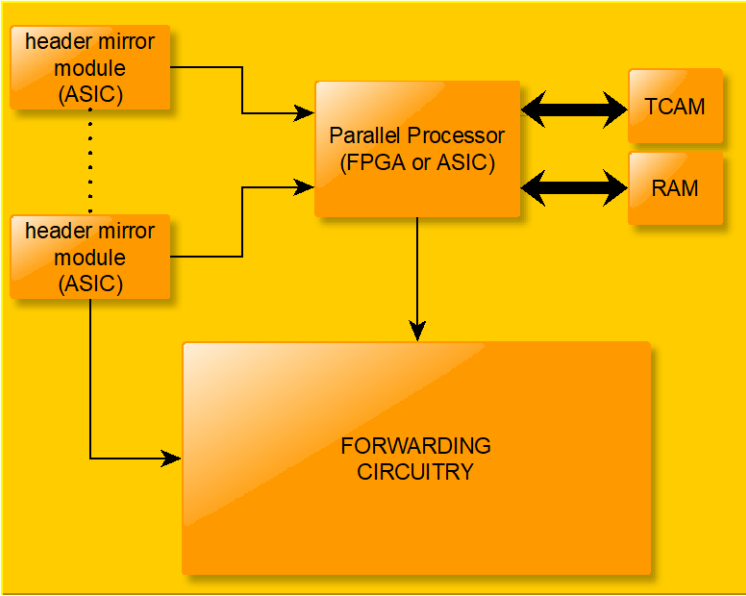 header mirror
module
(ASIC)
Parallel Processor
(FPGA or ASIC)
TCAM
RAM
header mirror
module
(ASIC)
FORWARDING
CIRCUITRY